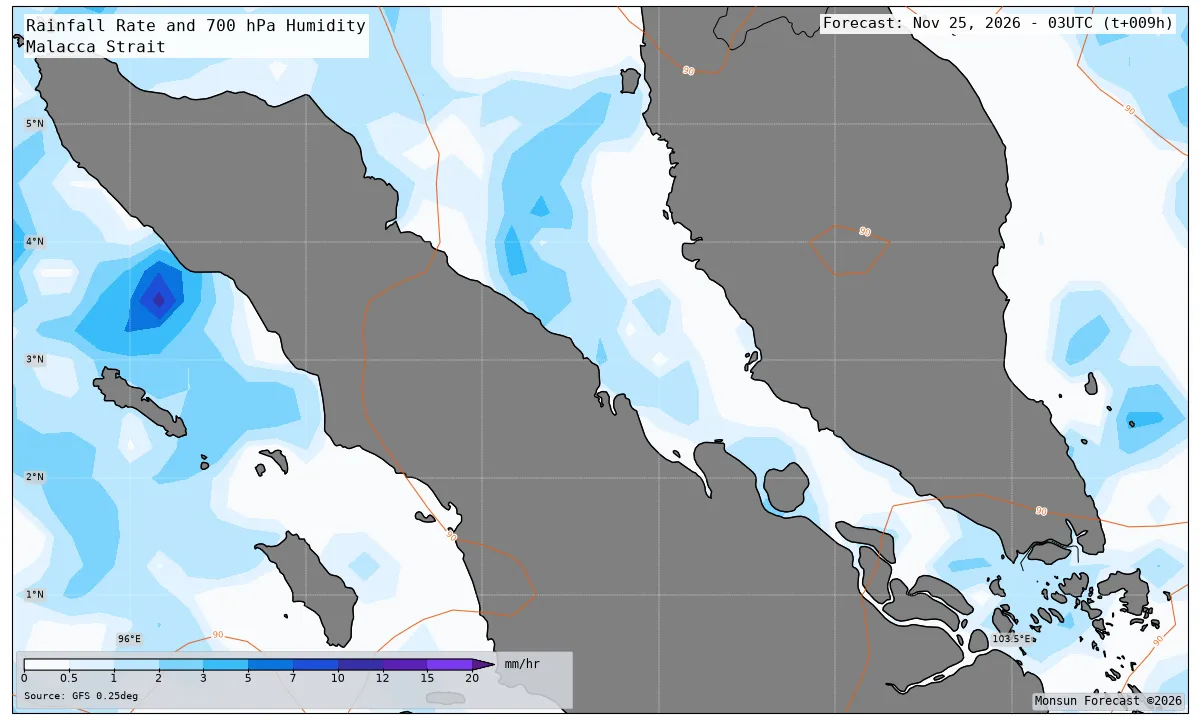 Rainfall Rate and 700 hPa Humidity
Malacca Strait
Forecast: Nov 25, 2026 - 03UTC (t+009h)
90
90
5°N
90
4°N
3°N
2°N
90
90
1°N
96°E
90
103.5°E
90
0 0.5 1 2 3 5 7 10 12 15 20 mm/hr
Source: GFS 0.25deg
Monsun Forecast ©2026